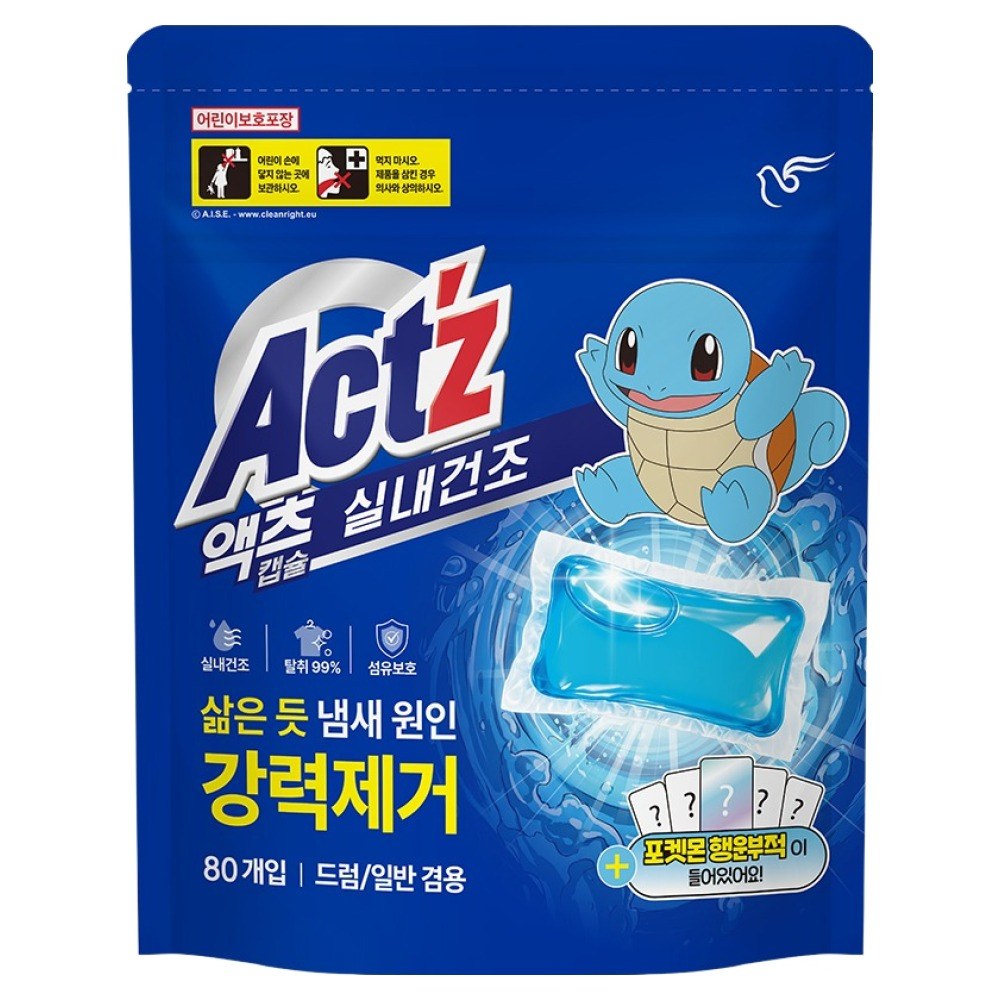 어린이보호포장
어린이 손에
닿지 않는 곳에
보관하시오.
먹지 마시오.
제품을 삼킨 경우
의사와 상의하시오.
© A.I.S.E. - www.cleanright.eu
Act'z
액츠 실내건조
캡슐
실내건조
탈취 99%
섬유보호
삶은 듯 냄새 원인
강력제거
80개입 | 드럼/일반 겸용
? ? ? ? ?
+ 포켓몬 행운부적이
들어있어요!